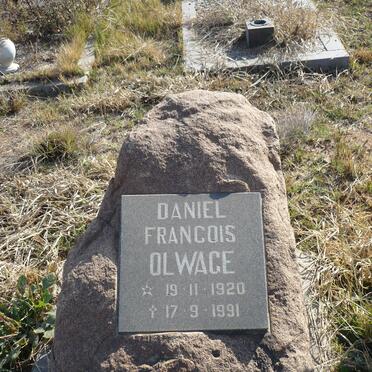 DANIEL
FRANCOIS
OLWAGE
☆ 19·11·1920
✝ 17·9·1991